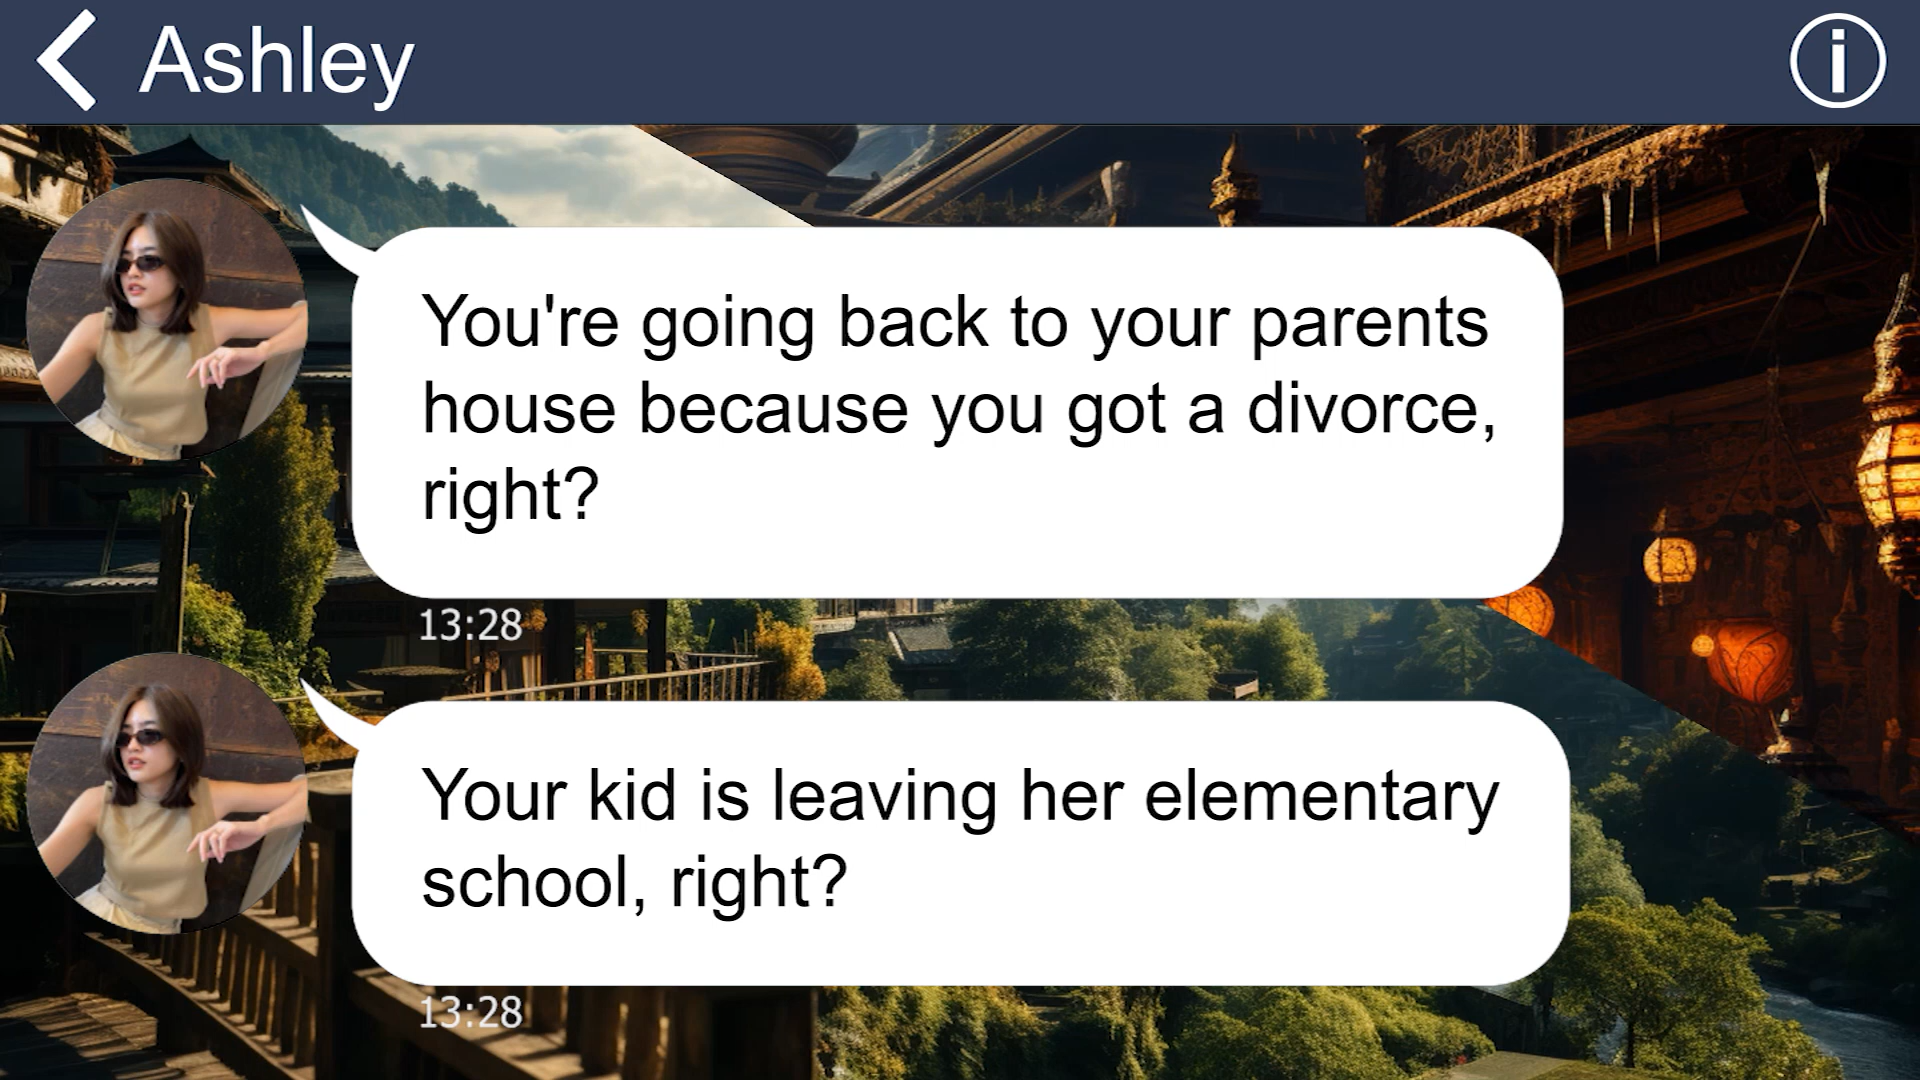 Ashley
You're going back to your parents
house because you got a divorce,
right?
13:28
Your kid is leaving her elementary
school, right?
13:28